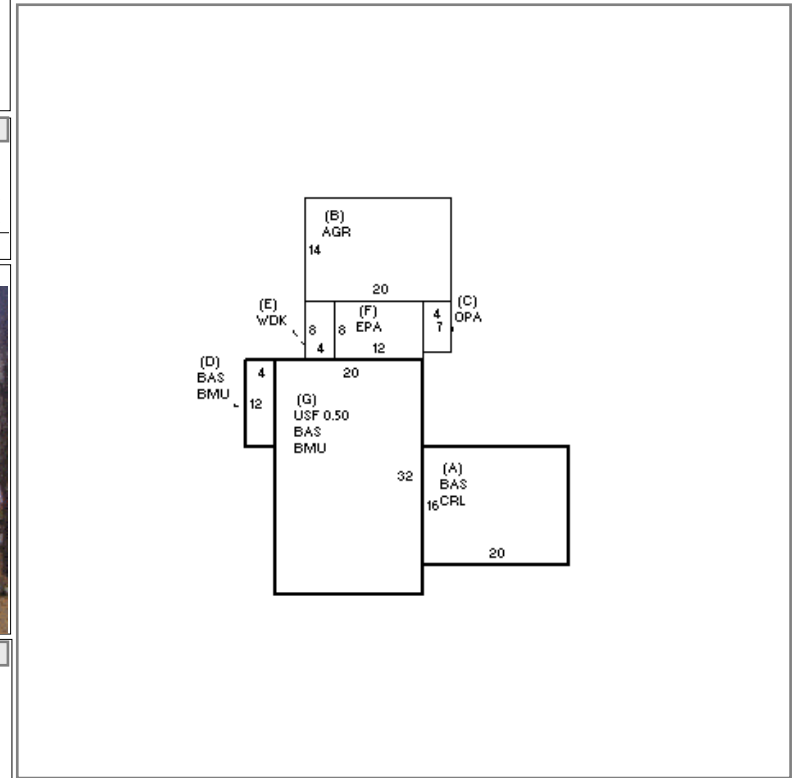 (B)
AGR
14
20
(E)
WDK
8
4
(F)
EPA
8
12
(C)
OPA
4
7
(D)
BAS
BMU
4
12
20
(G)
USF 0.50
BAS
BMU
32
(A)
BAS
CRL
16
20